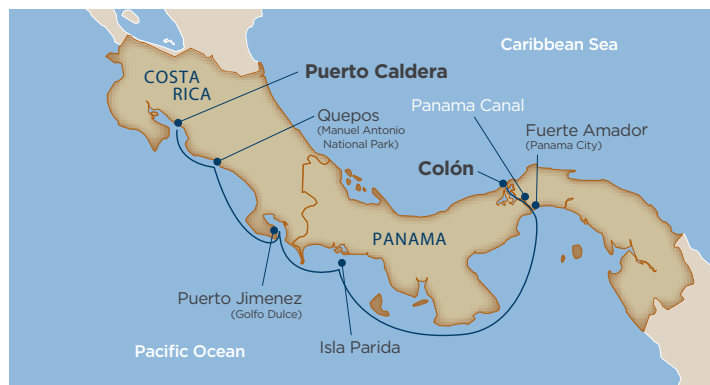 Caribbean Sea
COSTA
RICA
Puerto Caldera
Panama Canal
Quepos
(Manuel Antonio
National Park)
Fuerte Amador
(Panama City)
Colón
PANAMA
Puerto Jimenez
(Golfo Dulce)
Isla Parida
Pacific Ocean